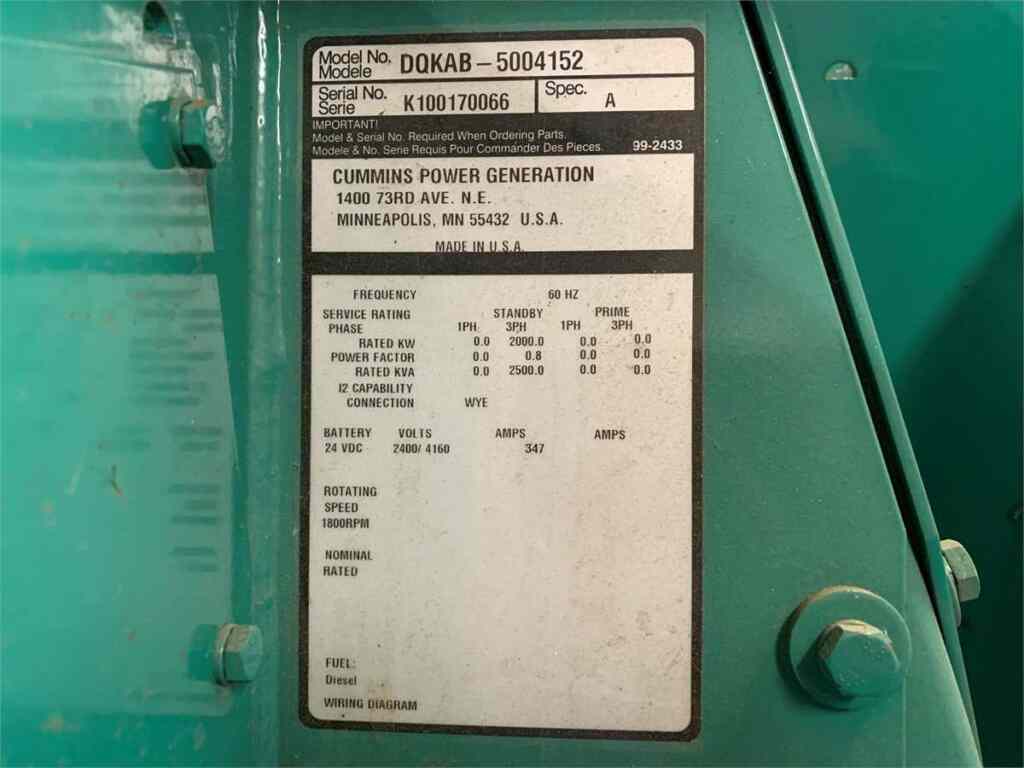 Model No. DQKAB - 5004152
Modele
Serial No. K100170066 Spec. A
Serie
IMPORTANT!
Model & Serial No. Required When Ordering Parts.
Modele & No. Serie Requis Pour Commander Des Pieces. 99-2433
CUMMINS POWER GENERATION
1400 73RD AVE. N.E.
MINNEAPOLIS, MN 55432 U.S.A.
MADE IN U.S.A.
FREQUENCY 60 HZ
SERVICE RATING STANDBY PRIME
PHASE 1PH 3PH 1PH 3PH
RATED KW 0.0 2000.0 0.0 0.0
POWER FACTOR 0.0 0.8 0.0 0.0
RATED KVA 0.0 2500.0 0.0 0.0
I2 CAPABILITY
CONNECTION WYE
BATTERY VOLTS AMPS AMPS
24 VDC 2400/ 4160 347
ROTATING
SPEED
1800RPM
NOMINAL
RATED
FUEL:
Diesel
WIRING DIAGRAM